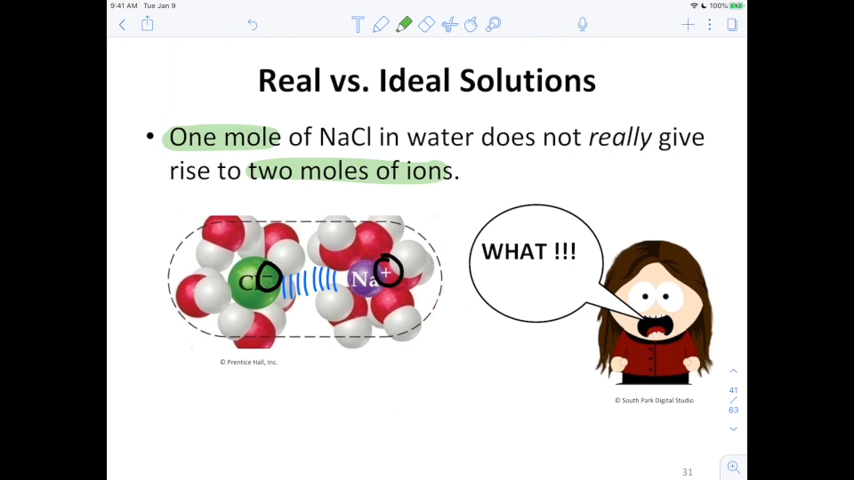 9:41 AM Tue Jan 9
100%
Real vs. Ideal Solutions
• One mole of NaCl in water does not really give
rise to two moles of ions.
WHAT !!!
Cl−
Na+
© Prentice Hall, Inc.
© South Park Digital Studio
41
/
63
31